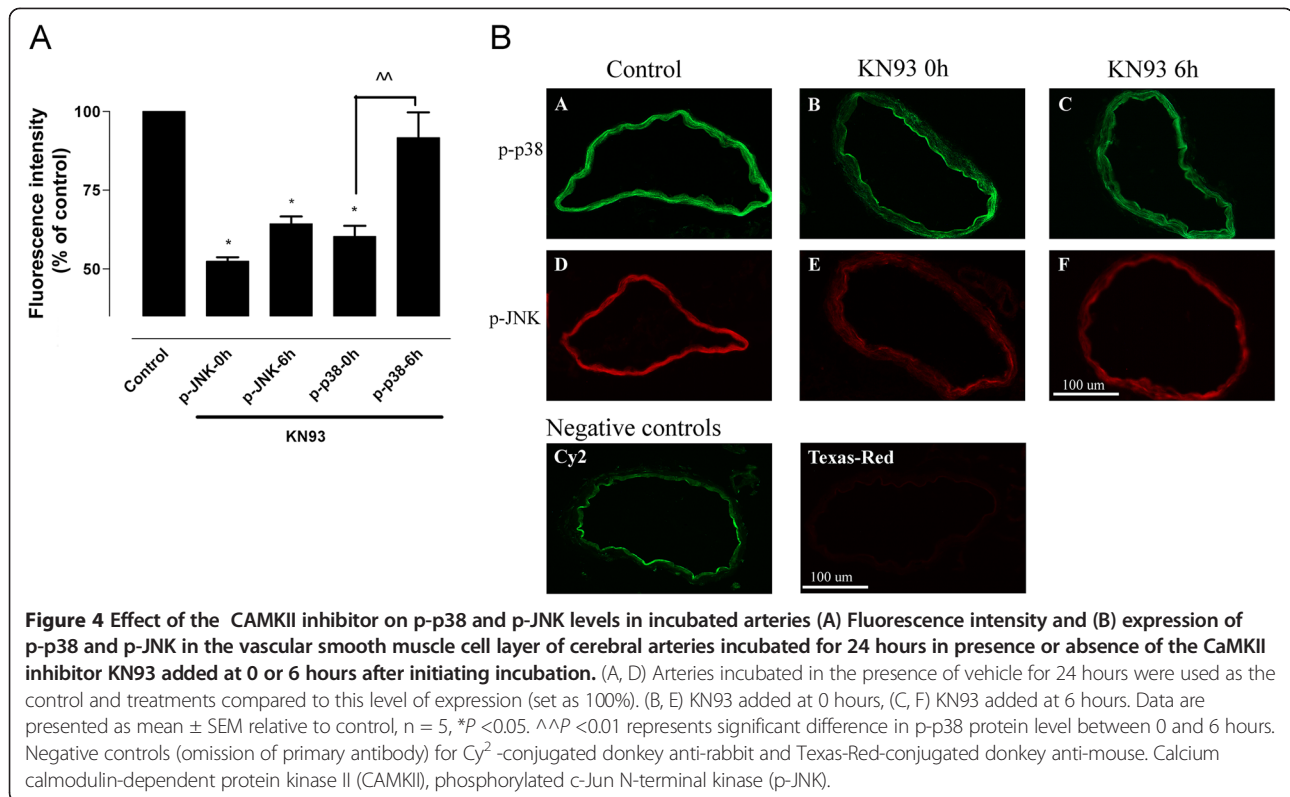 A
B
^^
Fluorescence intensity
(% of control)
100
75
50
*
*
*
Control
p-JNK-0h
p-JNK-6h
p-p38-0h
p-p38-6h
KN93
Control
KN93 0h
KN93 6h
p-p38
A
B
C
p-JNK
D
E
F
100 um
Negative controls
Cy2
Texas-Red
100 um
Figure 4 Effect of the CAMKII inhibitor on p-p38 and p-JNK levels in incubated arteries (A) Fluorescence intensity and (B) expression of
p-p38 and p-JNK in the vascular smooth muscle cell layer of cerebral arteries incubated for 24 hours in presence or absence of the CaMKII
inhibitor KN93 added at 0 or 6 hours after initiating incubation. (A, D) Arteries incubated in the presence of vehicle for 24 hours were used as the
control and treatments compared to this level of expression (set as 100%). (B, E) KN93 added at 0 hours, (C, F) KN93 added at 6 hours. Data are
presented as mean ± SEM relative to control, n = 5, *P <0.05. ^^P <0.01 represents significant difference in p-p38 protein level between 0 and 6 hours.
Negative controls (omission of primary antibody) for Cy² -conjugated donkey anti-rabbit and Texas-Red-conjugated donkey anti-mouse. Calcium
calmodulin-dependent protein kinase II (CAMKII), phosphorylated c-Jun N-terminal kinase (p-JNK).